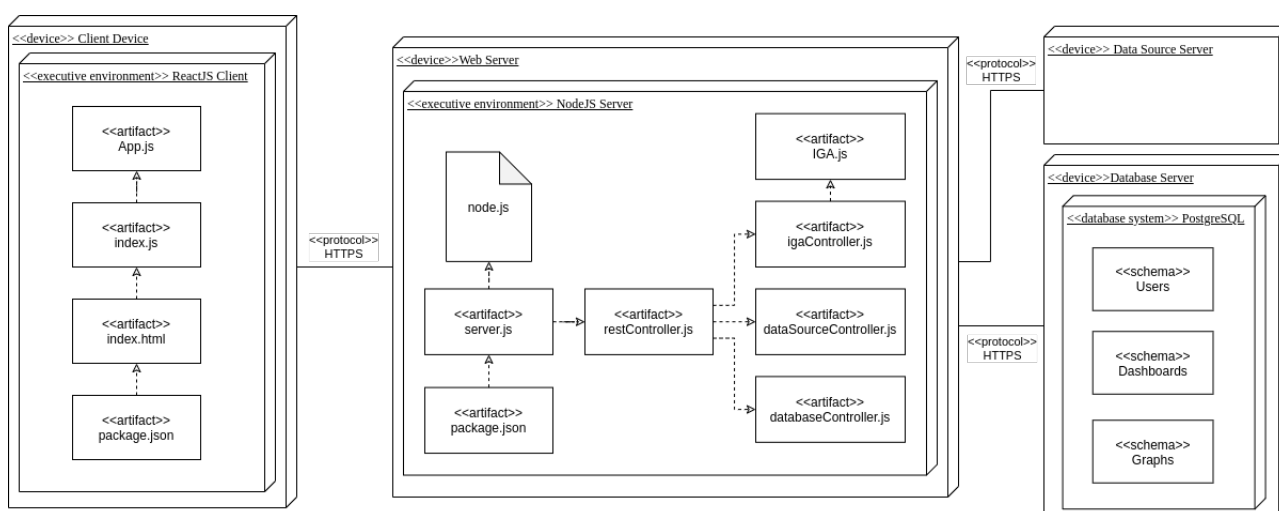 <<device>> Client Device
<<executive environment>> ReactJS Client
<<artifact>>
App.js
<<artifact>>
index.js
<<artifact>>
index.html
<<artifact>>
package.json
<<protocol>>
HTTPS
<<device>>Web Server
<<executive environment>> NodeJS Server
node.js
<<artifact>>
server.js
<<artifact>>
package.json
<<artifact>>
restController.js
<<artifact>>
IGA.js
<<artifact>>
igaController.js
<<artifact>>
dataSourceController.js
<<artifact>>
databaseController.js
<<protocol>>
HTTPS
<<protocol>>
HTTPS
<<device>> Data Source Server
<<device>>Database Server
<<database system>> PostgreSQL
<<schema>>
Users
<<schema>>
Dashboards
<<schema>>
Graphs